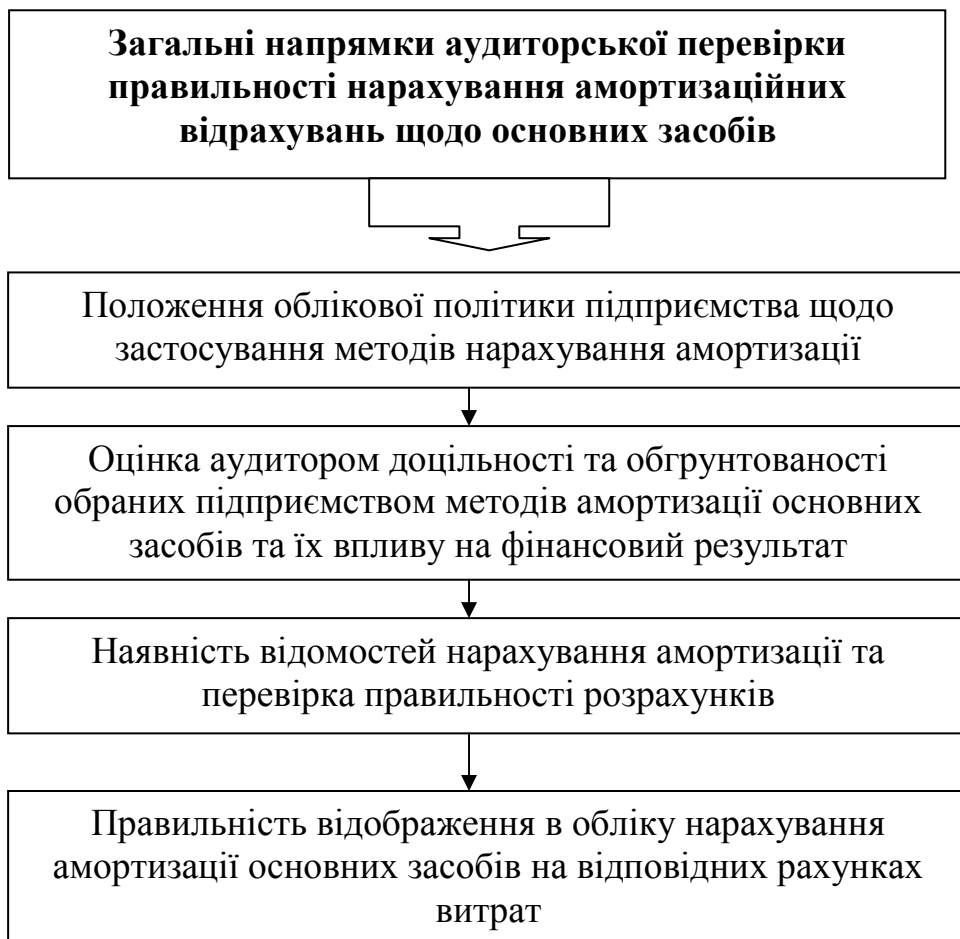 Загальні напрямки аудиторської перевірки
правильності нарахування амортизаційних
відрахувань щодо основних засобів
Положення облікової політики підприємства щодо
застосування методів нарахування амортизації
Оцінка аудитором доцільності та обгрунтованості
обраних підприємством методів амортизації основних
засобів та їх впливу на фінансовий результат
Наявність відомостей нарахування амортизації та
перевірка правильності розрахунків
Правильність відображення в обліку нарахування
амортизації основних засобів на відповідних рахунках
витрат